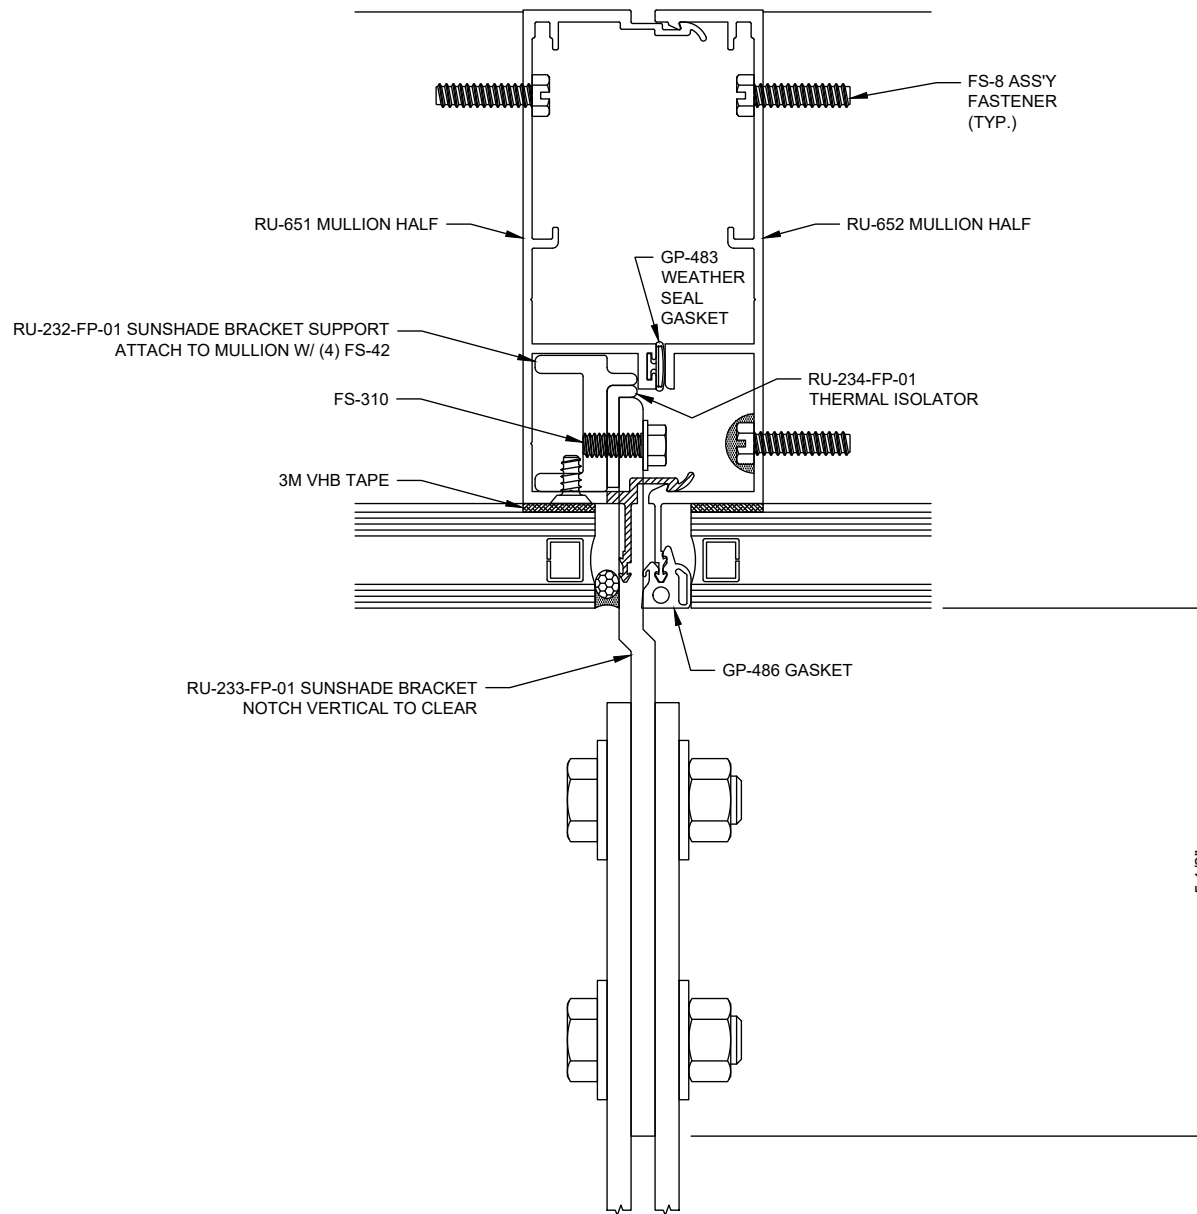 FS-8 ASS'Y
FASTENER
(TYP.)
RU-651 MULLION HALF
RU-652 MULLION HALF
GP-483
WEATHER
SEAL
GASKET
RU-232-FP-01 SUNSHADE BRACKET SUPPORT
ATTACH TO MULLION W/ (4) FS-42
RU-234-FP-01
THERMAL ISOLATOR
FS-310
3M VHB TAPE
GP-486 GASKET
RU-233-FP-01 SUNSHADE BRACKET
NOTCH VERTICAL TO CLEAR